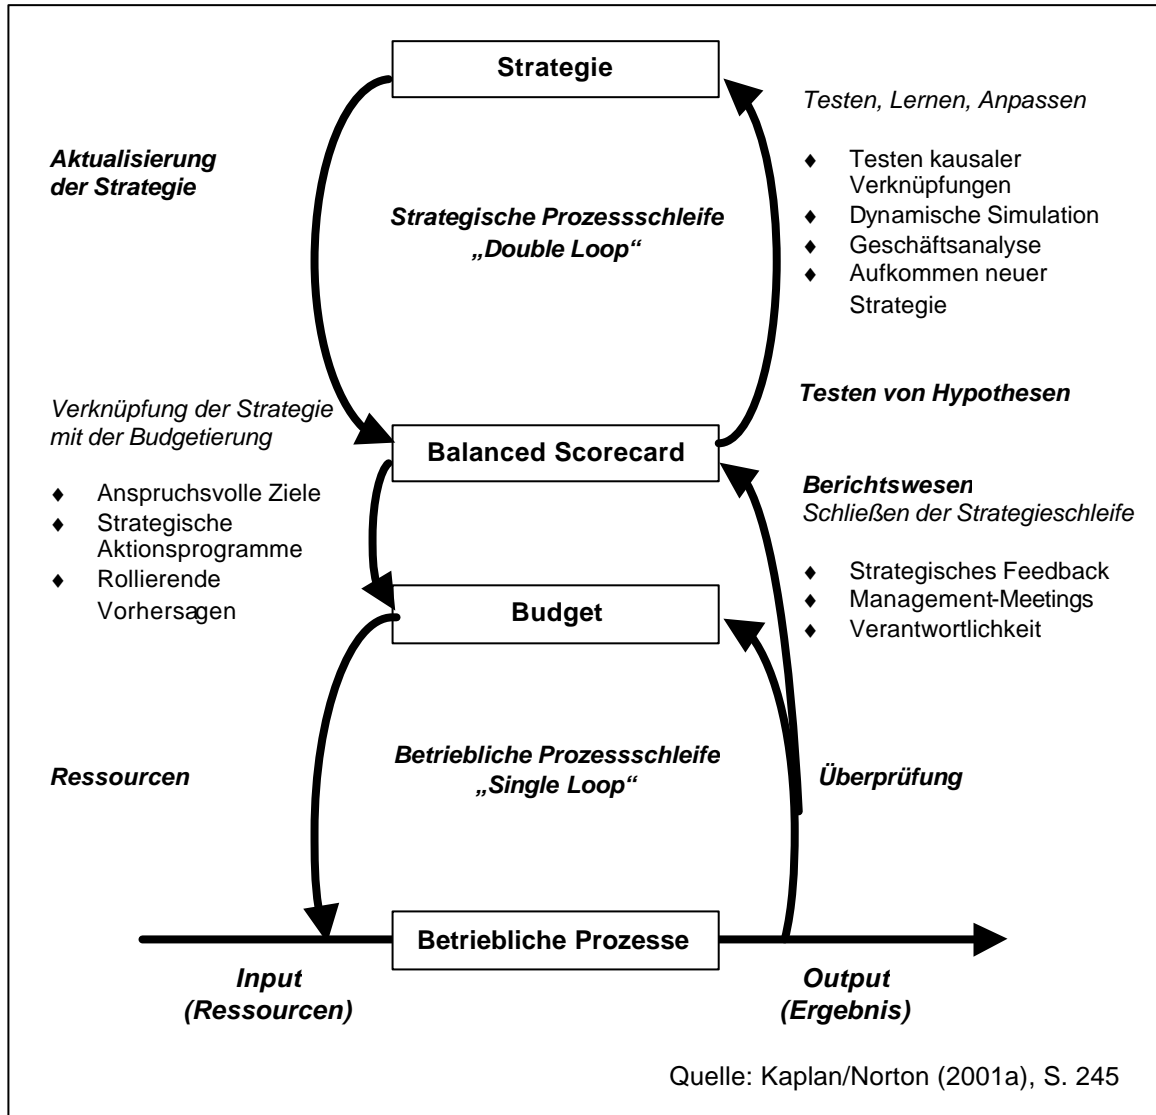 Strategie
Testen, Lernen, Anpassen
Aktualisierung
der Strategie
♦ Testen kausaler
Verknüpfungen
♦ Dynamische Simulation
♦ Geschäftsanalyse
♦ Aufkommen neuer
Strategie
Strategische Prozessschleife
„Double Loop“
Testen von Hypothesen
Verknüpfung der Strategie
mit der Budgetierung
♦ Anspruchsvolle Ziele
♦ Strategische
Aktionsprogramme
♦ Rollierende
Vorhersagen
Balanced Scorecard
Berichtswesen
Schließen der Strategieschleife
♦ Strategisches Feedback
♦ Management-Meetings
♦ Verantwortlichkeit
Budget
Ressourcen
Betriebliche Prozessschleife
„Single Loop“
Überprüfung
Betriebliche Prozesse
Input
(Ressourcen)
Output
(Ergebnis)
Quelle: Kaplan/Norton (2001a), S. 245